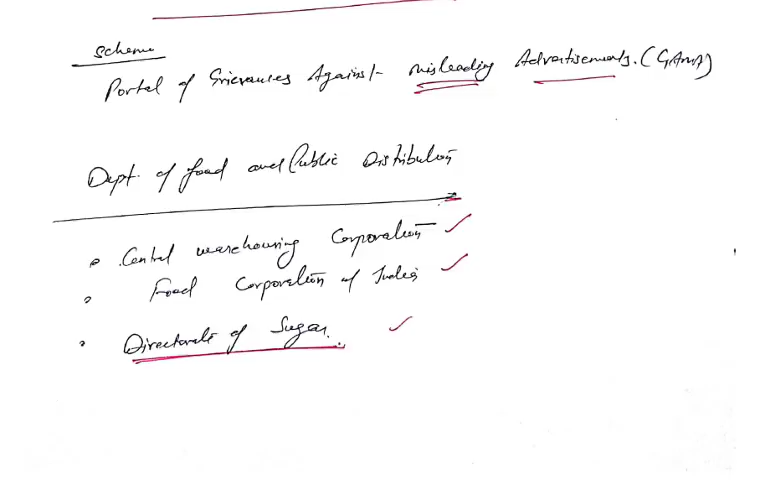 Scheme
Portal of Grievances Against misleading Advertisements. (GAMA)
Dept. of food and Public Distribution
• Central warehousing Corporation
• Food Corporation of India
• Directorate of Sugar.